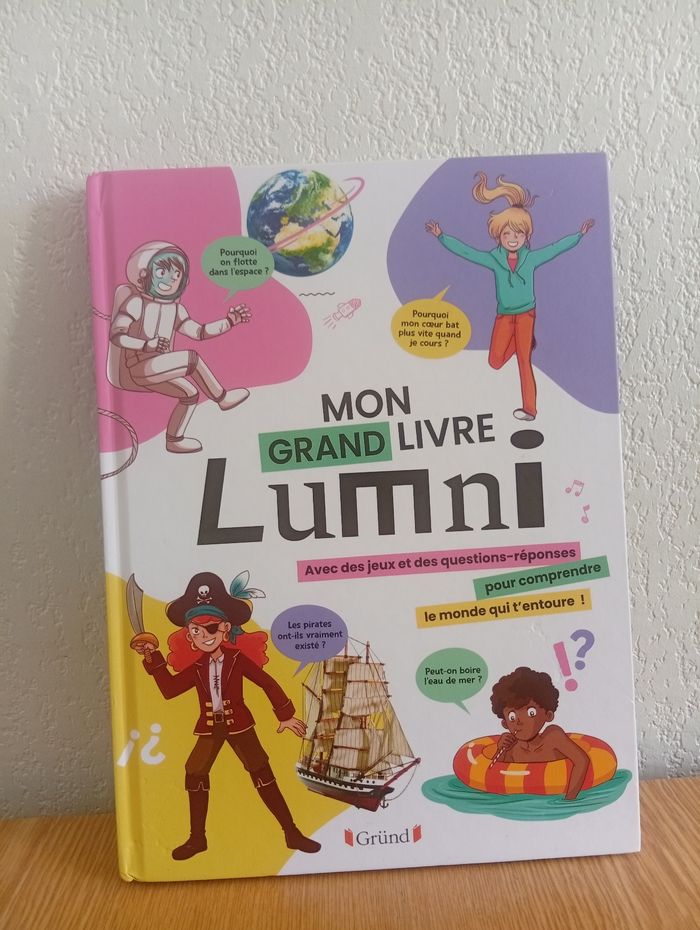 Pourquoi
on flotte
dans l'espace ?
Pourquoi
mon cœur bat
plus vite quand
je cours ?
MON
GRAND LIVRE
Lumni
Avec des jeux et des questions-réponses
pour comprendre
le monde qui t'entoure !
Les pirates
ont-ils vraiment
existé ?
Peut-on boire
l'eau de mer ?
!?
¡¿
Gründ